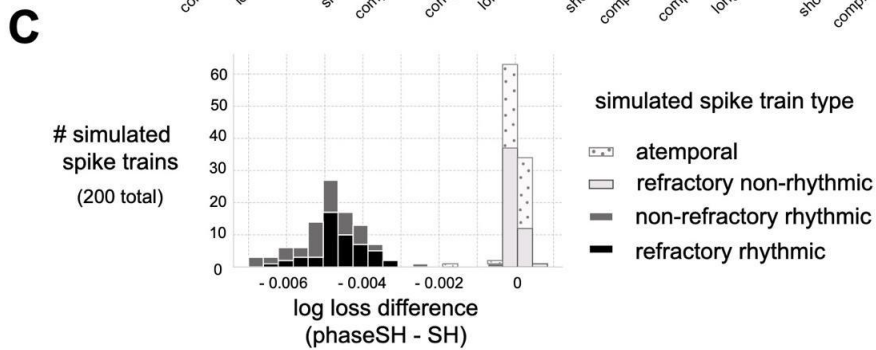 C
# simulated
spike trains
(200 total)
60
50
40
30
20
10
0
- 0.006
- 0.004
- 0.002
0
log loss difference
(phaseSH - SH)
simulated spike train type
atemporal
refractory non-rhythmic
non-refractory rhythmic
refractory rhythmic